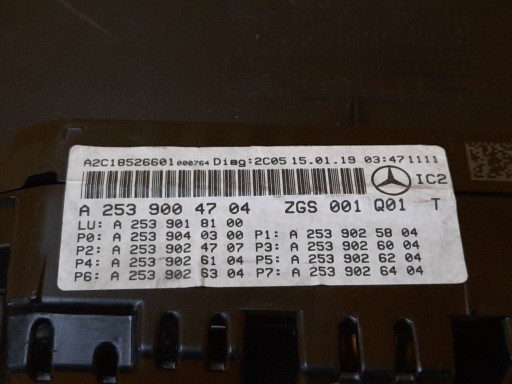 A2C18526601 000764 Diag:2C05 15.01.19 03:47 1111
IC2
A 253 900 47 04 ZGS 001 Q01 T
LU: A 253 901 81 00
P0: A 253 904 03 00 P1: A 253 902 58 04
P2: A 253 902 47 07 P3: A 253 902 60 04
P4: A 253 902 61 04 P5: A 253 902 62 04
P6: A 253 902 63 04 P7: A 253 902 64 04